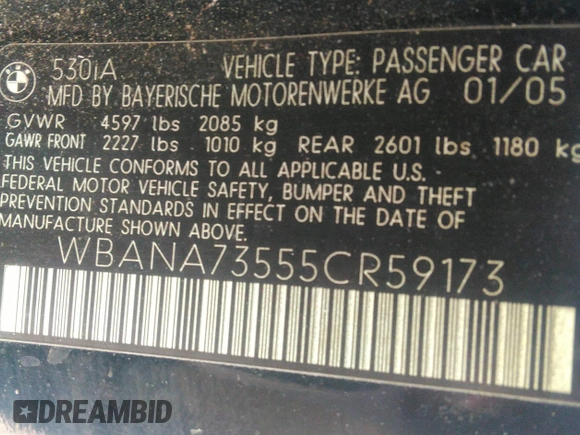 BMW
530iA VEHICLE TYPE: PASSENGER CAR
MFD BY BAYERISCHE MOTORENWERKE AG 01/05
GVWR 4597 lbs 2085 kg
GAWR FRONT 2227 lbs 1010 kg REAR 2601 lbs 1180 kg
THIS VEHICLE CONFORMS TO ALL APPLICABLE U.S.
FEDERAL MOTOR VEHICLE SAFETY, BUMPER AND THEFT
PREVENTION STANDARDS IN EFFECT ON THE DATE OF
MANUFACTURE SHOWN ABOVE.
WBANA73555CR59173
DREAMBID